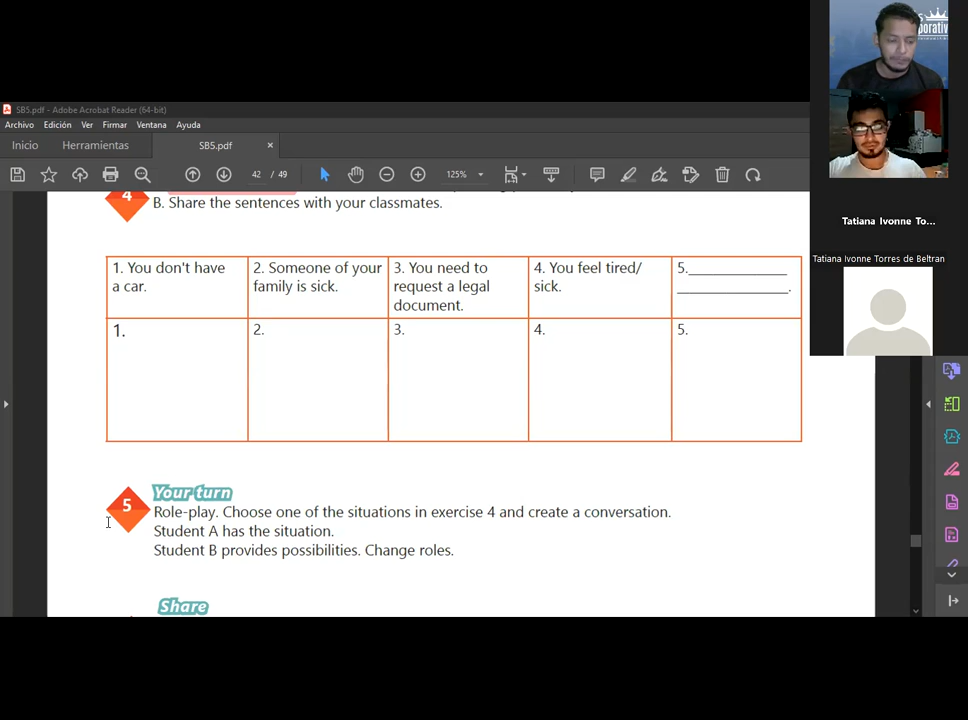 SB5.pdf - Adobe Acrobat Reader (64-bit)
Archivo Edición Ver Firmar Ventana Ayuda
Inicio Herramientas SB5.pdf ×
42 / 49 125%
4
B. Share the sentences with your classmates.
1. You don't have
a car.
2. Someone of your
family is sick.
3. You need to
request a legal
document.
4. You feel tired/
sick.
5.______________
________________.
1.
2.
3.
4.
5.
5
Your turn
Role-play. Choose one of the situations in exercise 4 and create a conversation.
Student A has the situation.
Student B provides possibilities. Change roles.
Share
Tatiana Ivonne To...
Tatiana Ivonne Torres de Beltran